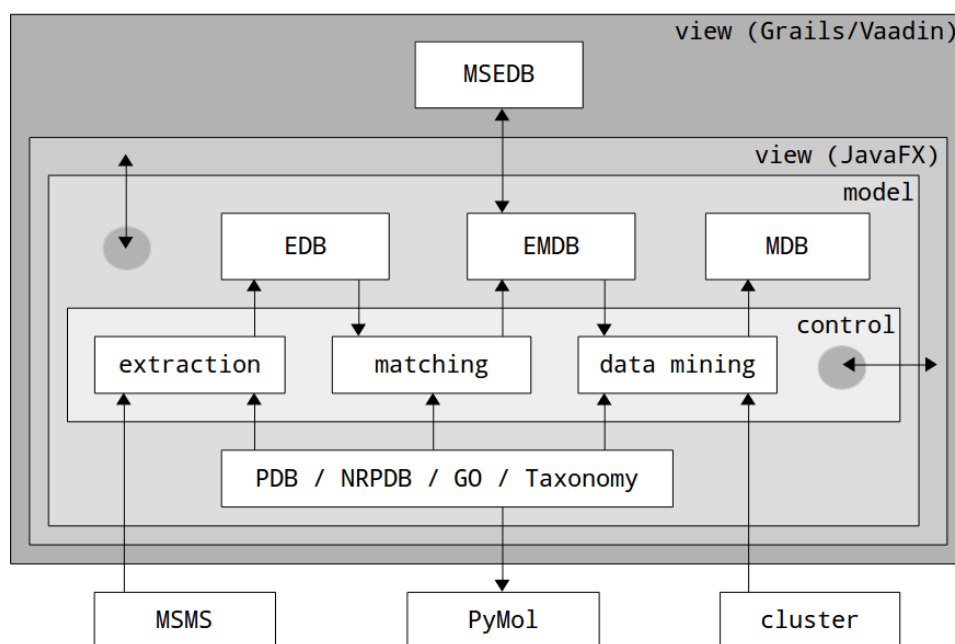 view (Grails/Vaadin)
MSEDB
view (JavaFX)
model
EDB
EMDB
MDB
control
extraction
matching
data mining
PDB / NRPDB / GO / Taxonomy
MSMS
PyMol
cluster